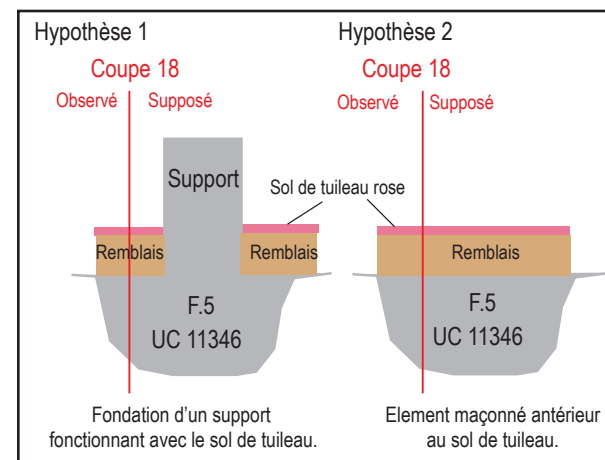 Hypothèse 1
Coupe 18
Observé Supposé
Support
Remblais
Remblais
F.5
UC 11346
Fondation d’un support
fonctionnant avec le sol de tuileau.
Sol de tuileau rose
Hypothèse 2
Coupe 18
Observé Supposé
Remblais
F.5
UC 11346
Element maçonné antérieur
au sol de tuileau.